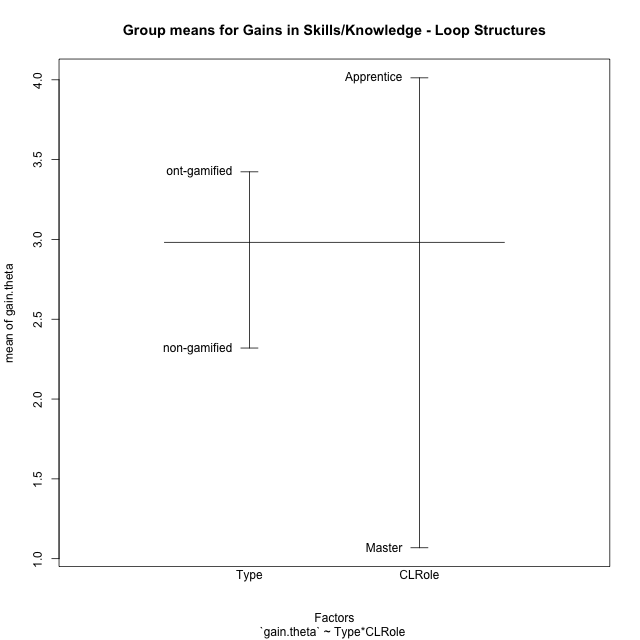 Group means for Gains in Skills/Knowledge - Loop Structures
4.0
Apprentice
3.5
ont-gamified
3.0
mean of gain.theta
2.5
non-gamified
2.0
1.5
Master
1.0
Type CLRole
Factors
`gain.theta` ~ Type*CLRole